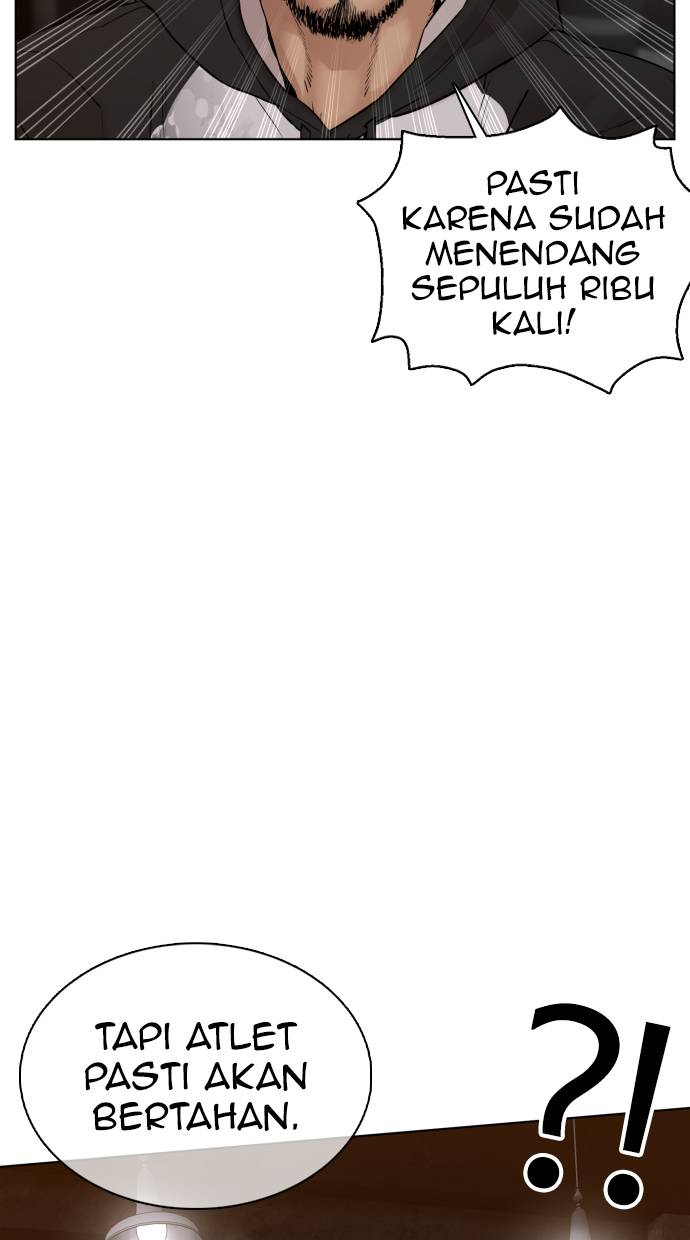 PASTI
KARENA SUDAH
MENENDANG
SEPULUH RIBU
KALI!
TAPI ATLET
PASTI AKAN
BERTAHAN.
?!